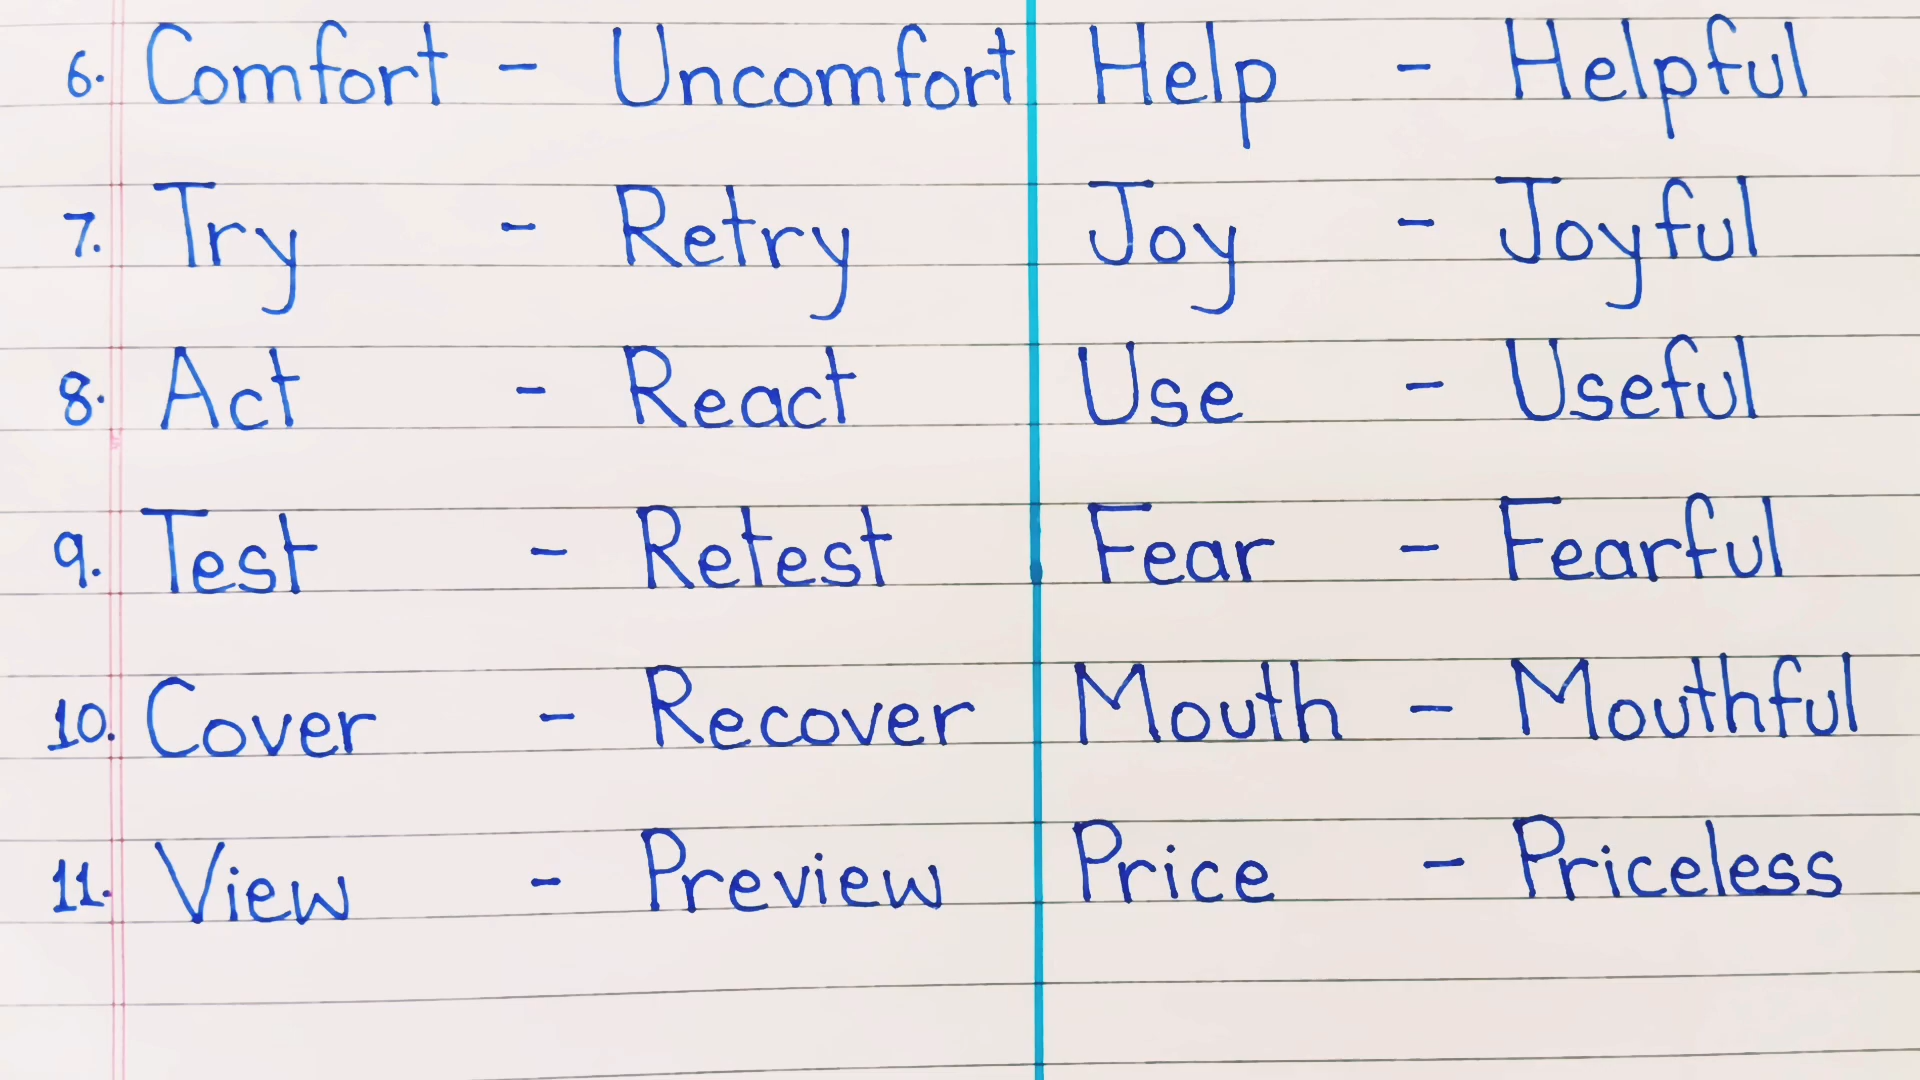 6. Comfort - Uncomfort Help - Helpful
7. Try - Retry Joy - Joyful
8. Act - React Use - Useful
9. Test - Retest Fear - Fearful
10. Cover - Recover Mouth - Mouthful
11. View - Preview Price - Priceless